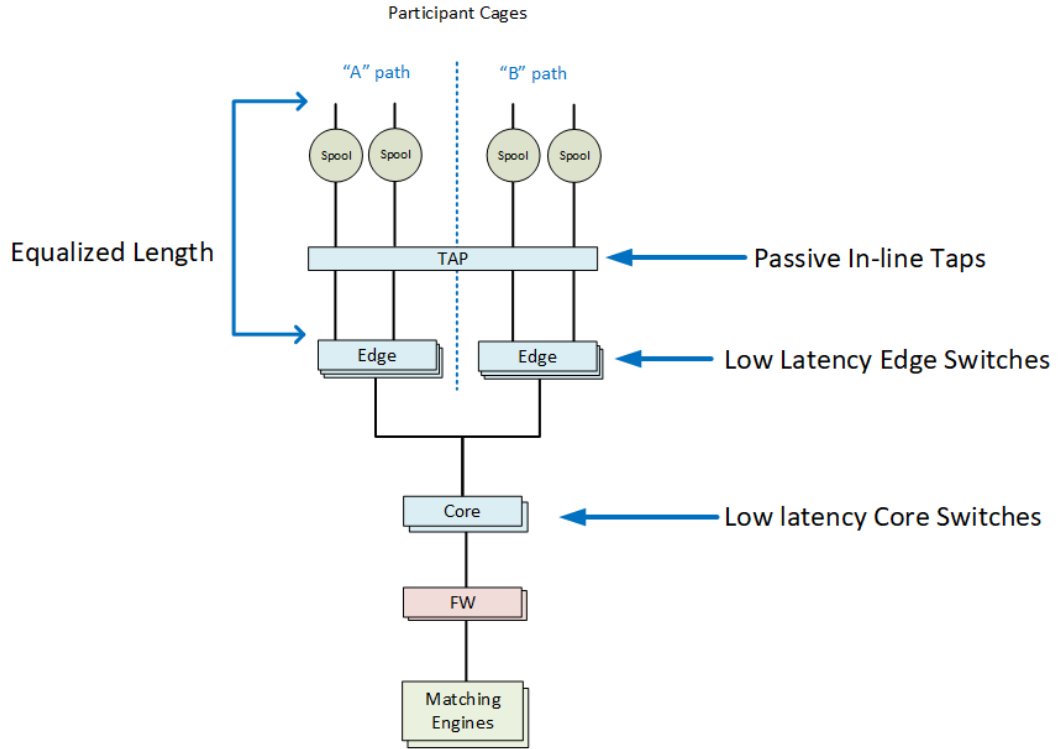 Participant Cages
“A” path
“B” path
Spool
Spool
Spool
Spool
Equalized Length
TAP
Passive In-line Taps
Edge
Edge
Low Latency Edge Switches
Core
Low latency Core Switches
FW
Matching
Engines